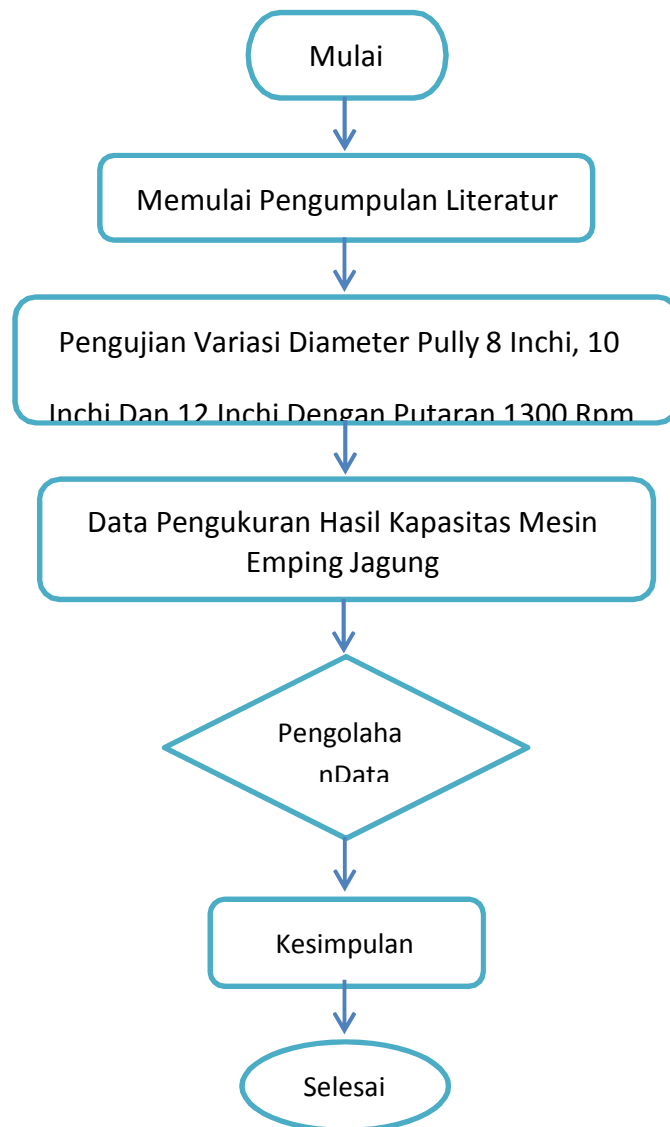 Mulai
Memulai Pengumpulan Literatur
Pengujian Variasi Diameter Pully 8 Inchi, 10
Inchi Dan 12 Inchi Dengan Putaran 1300 Rpm
Data Pengukuran Hasil Kapasitas Mesin
Emping Jagung
Pengolaha
nData
Kesimpulan
Selesai